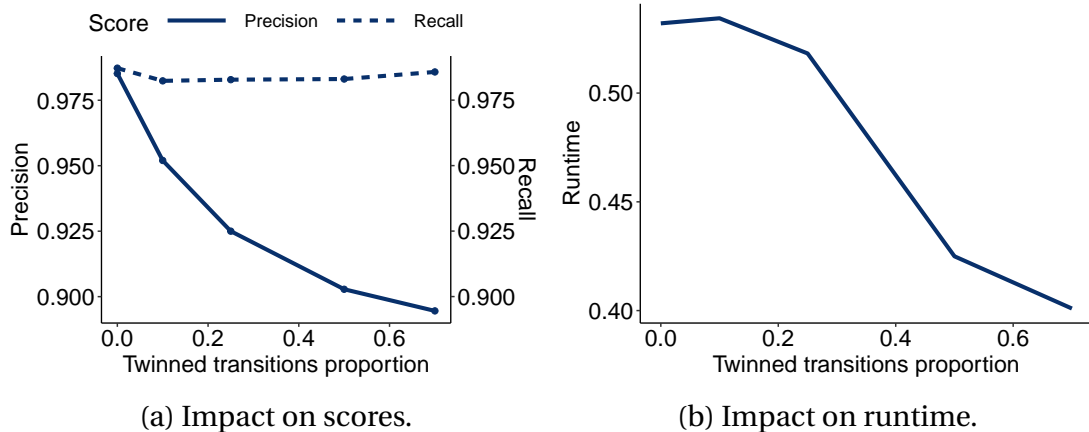 Score Precision Recall
0.975
0.950
0.925
0.900
Precision
0.975
0.950
0.925
0.900
Recall
0.0 0.2 0.4 0.6
Twinned transitions proportion
(a) Impact on scores.
0.50
0.45
0.40
Runtime
0.0 0.2 0.4 0.6
Twinned transitions proportion
(b) Impact on runtime.